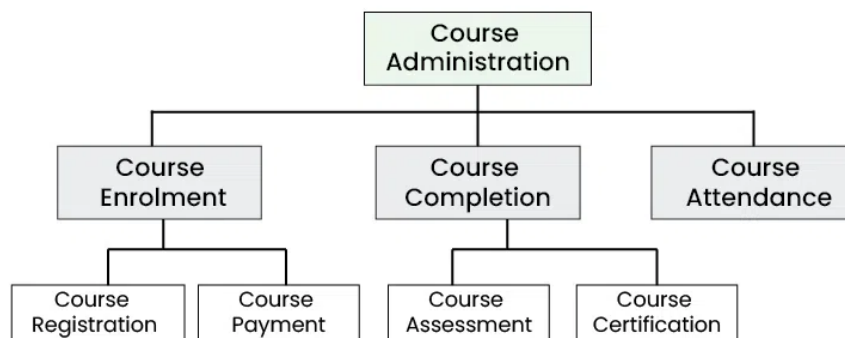 Course
Administration
Course
Enrolment
Course
Completion
Course
Attendance
Course
Registration
Course
Payment
Course
Assessment
Course
Certification